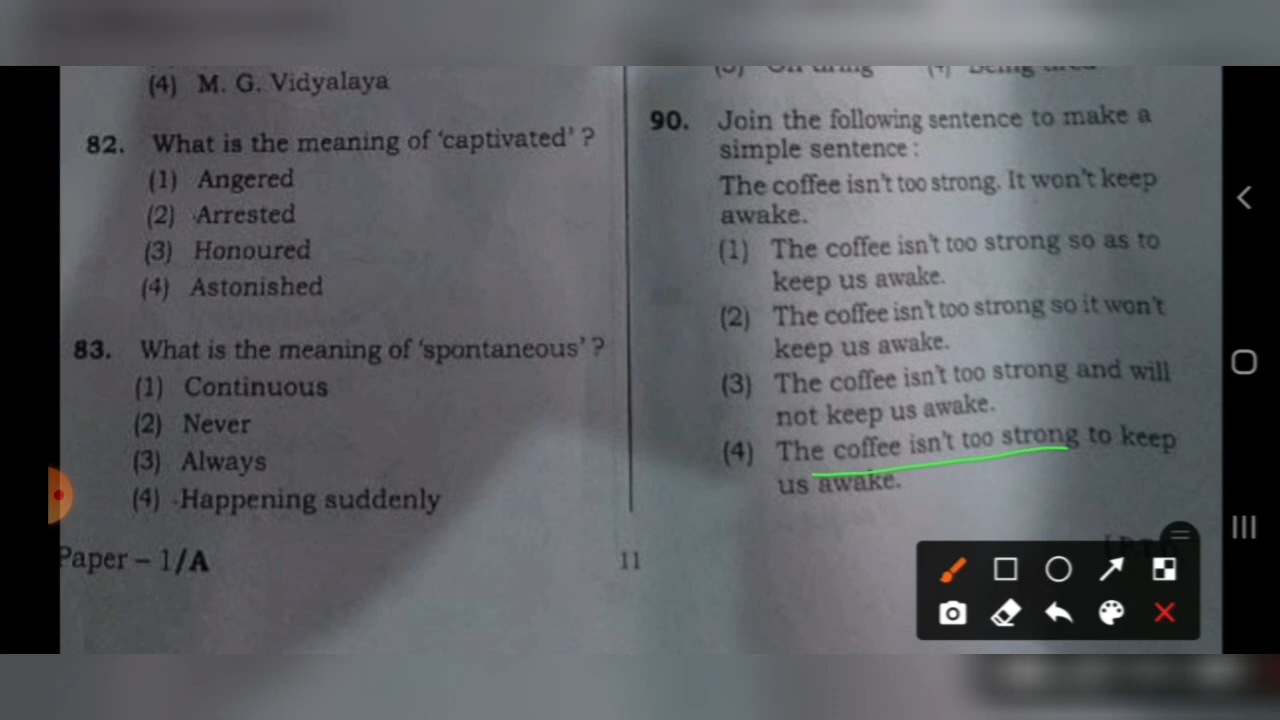 (4) M. G. Vidyalaya
82. What is the meaning of 'captivated' ?
(1) Angered
(2) Arrested
(3) Honoured
(4) Astonished
83. What is the meaning of 'spontaneous' ?
(1) Continuous
(2) Never
(3) Always
(4) Happening suddenly
Paper – 1/A
11
90. Join the following sentence to make a
simple sentence :
The coffee isn't too strong. It won't keep
awake.
(1) The coffee isn't too strong so as to
keep us awake.
(2) The coffee isn't too strong so it won't
keep us awake.
(3) The coffee isn't too strong and will
not keep us awake.
(4) The coffee isn't too strong to keep
us awake.